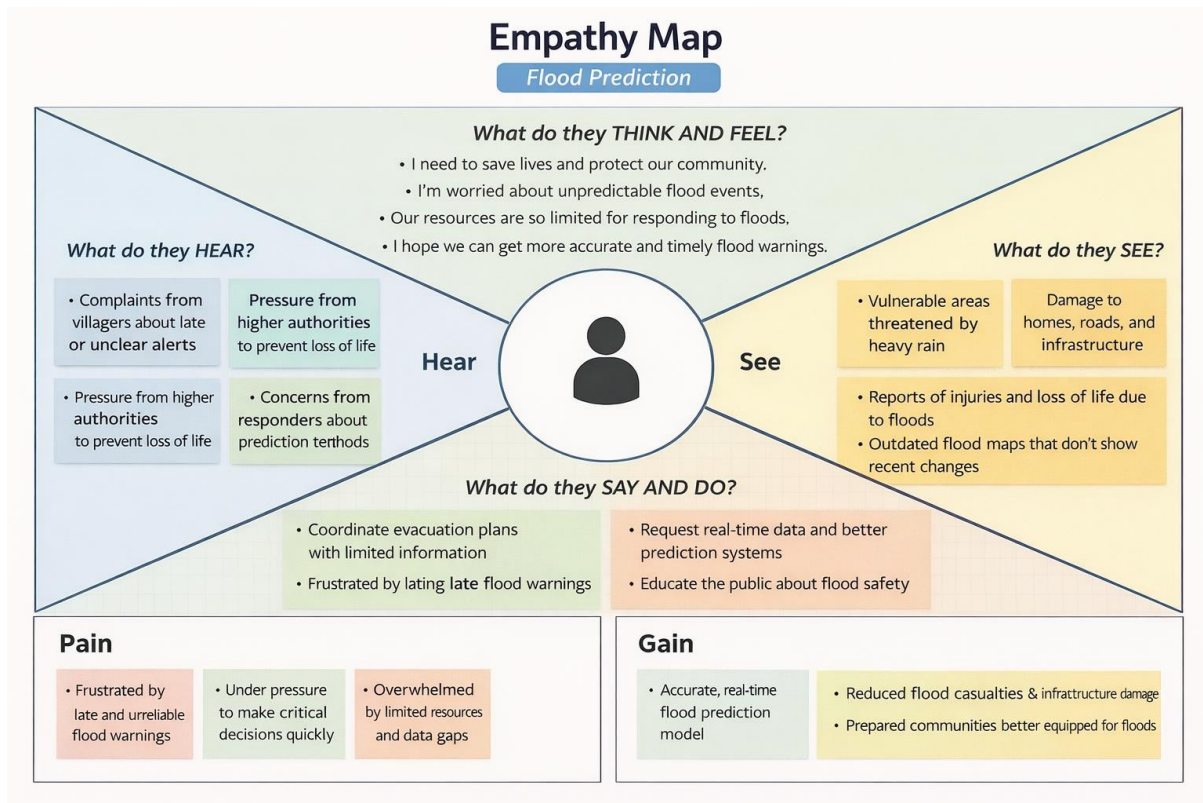 Empathy Map
Flood Prediction
What do they THINK AND FEEL?
• I need to save lives and protect our community.
• I'm worried about unpredictable flood events,
• Our resources are so limited for responding to floods,
• I hope we can get more accurate and timely flood warnings.
What do they HEAR?
• Complaints from
villagers about late
or unclear alerts
Pressure from
higher authorities
to prevent loss of life
• Pressure from higher
authorities
to prevent loss of life
• Concerns from
responders about
prediction tenthods
Hear
See
What do they SEE?
• Vulnerable areas
threatened by
heavy rain
Damage to
homes, roads, and
infrastructure
• Reports of injuries and loss of life due
to floods
• Outdated flood maps that don't show
recent changes
What do they SAY AND DO?
• Coordinate evacuation plans
with limited information
• Frustrated by lating late flood warnings
• Request real-time data and better
prediction systems
• Educate the public about flood safety
Pain
• Frustrated by
late and urreliable
flood warnings
• Under pressure
to make critical
decisions quickly
• Overwhelmed
by limited resources
and data gaps
Gain
• Accurate, real-time
flood prediction
model
• Reduced flood casualties & infrastructure damage
• Prepared communities better equipped for floods